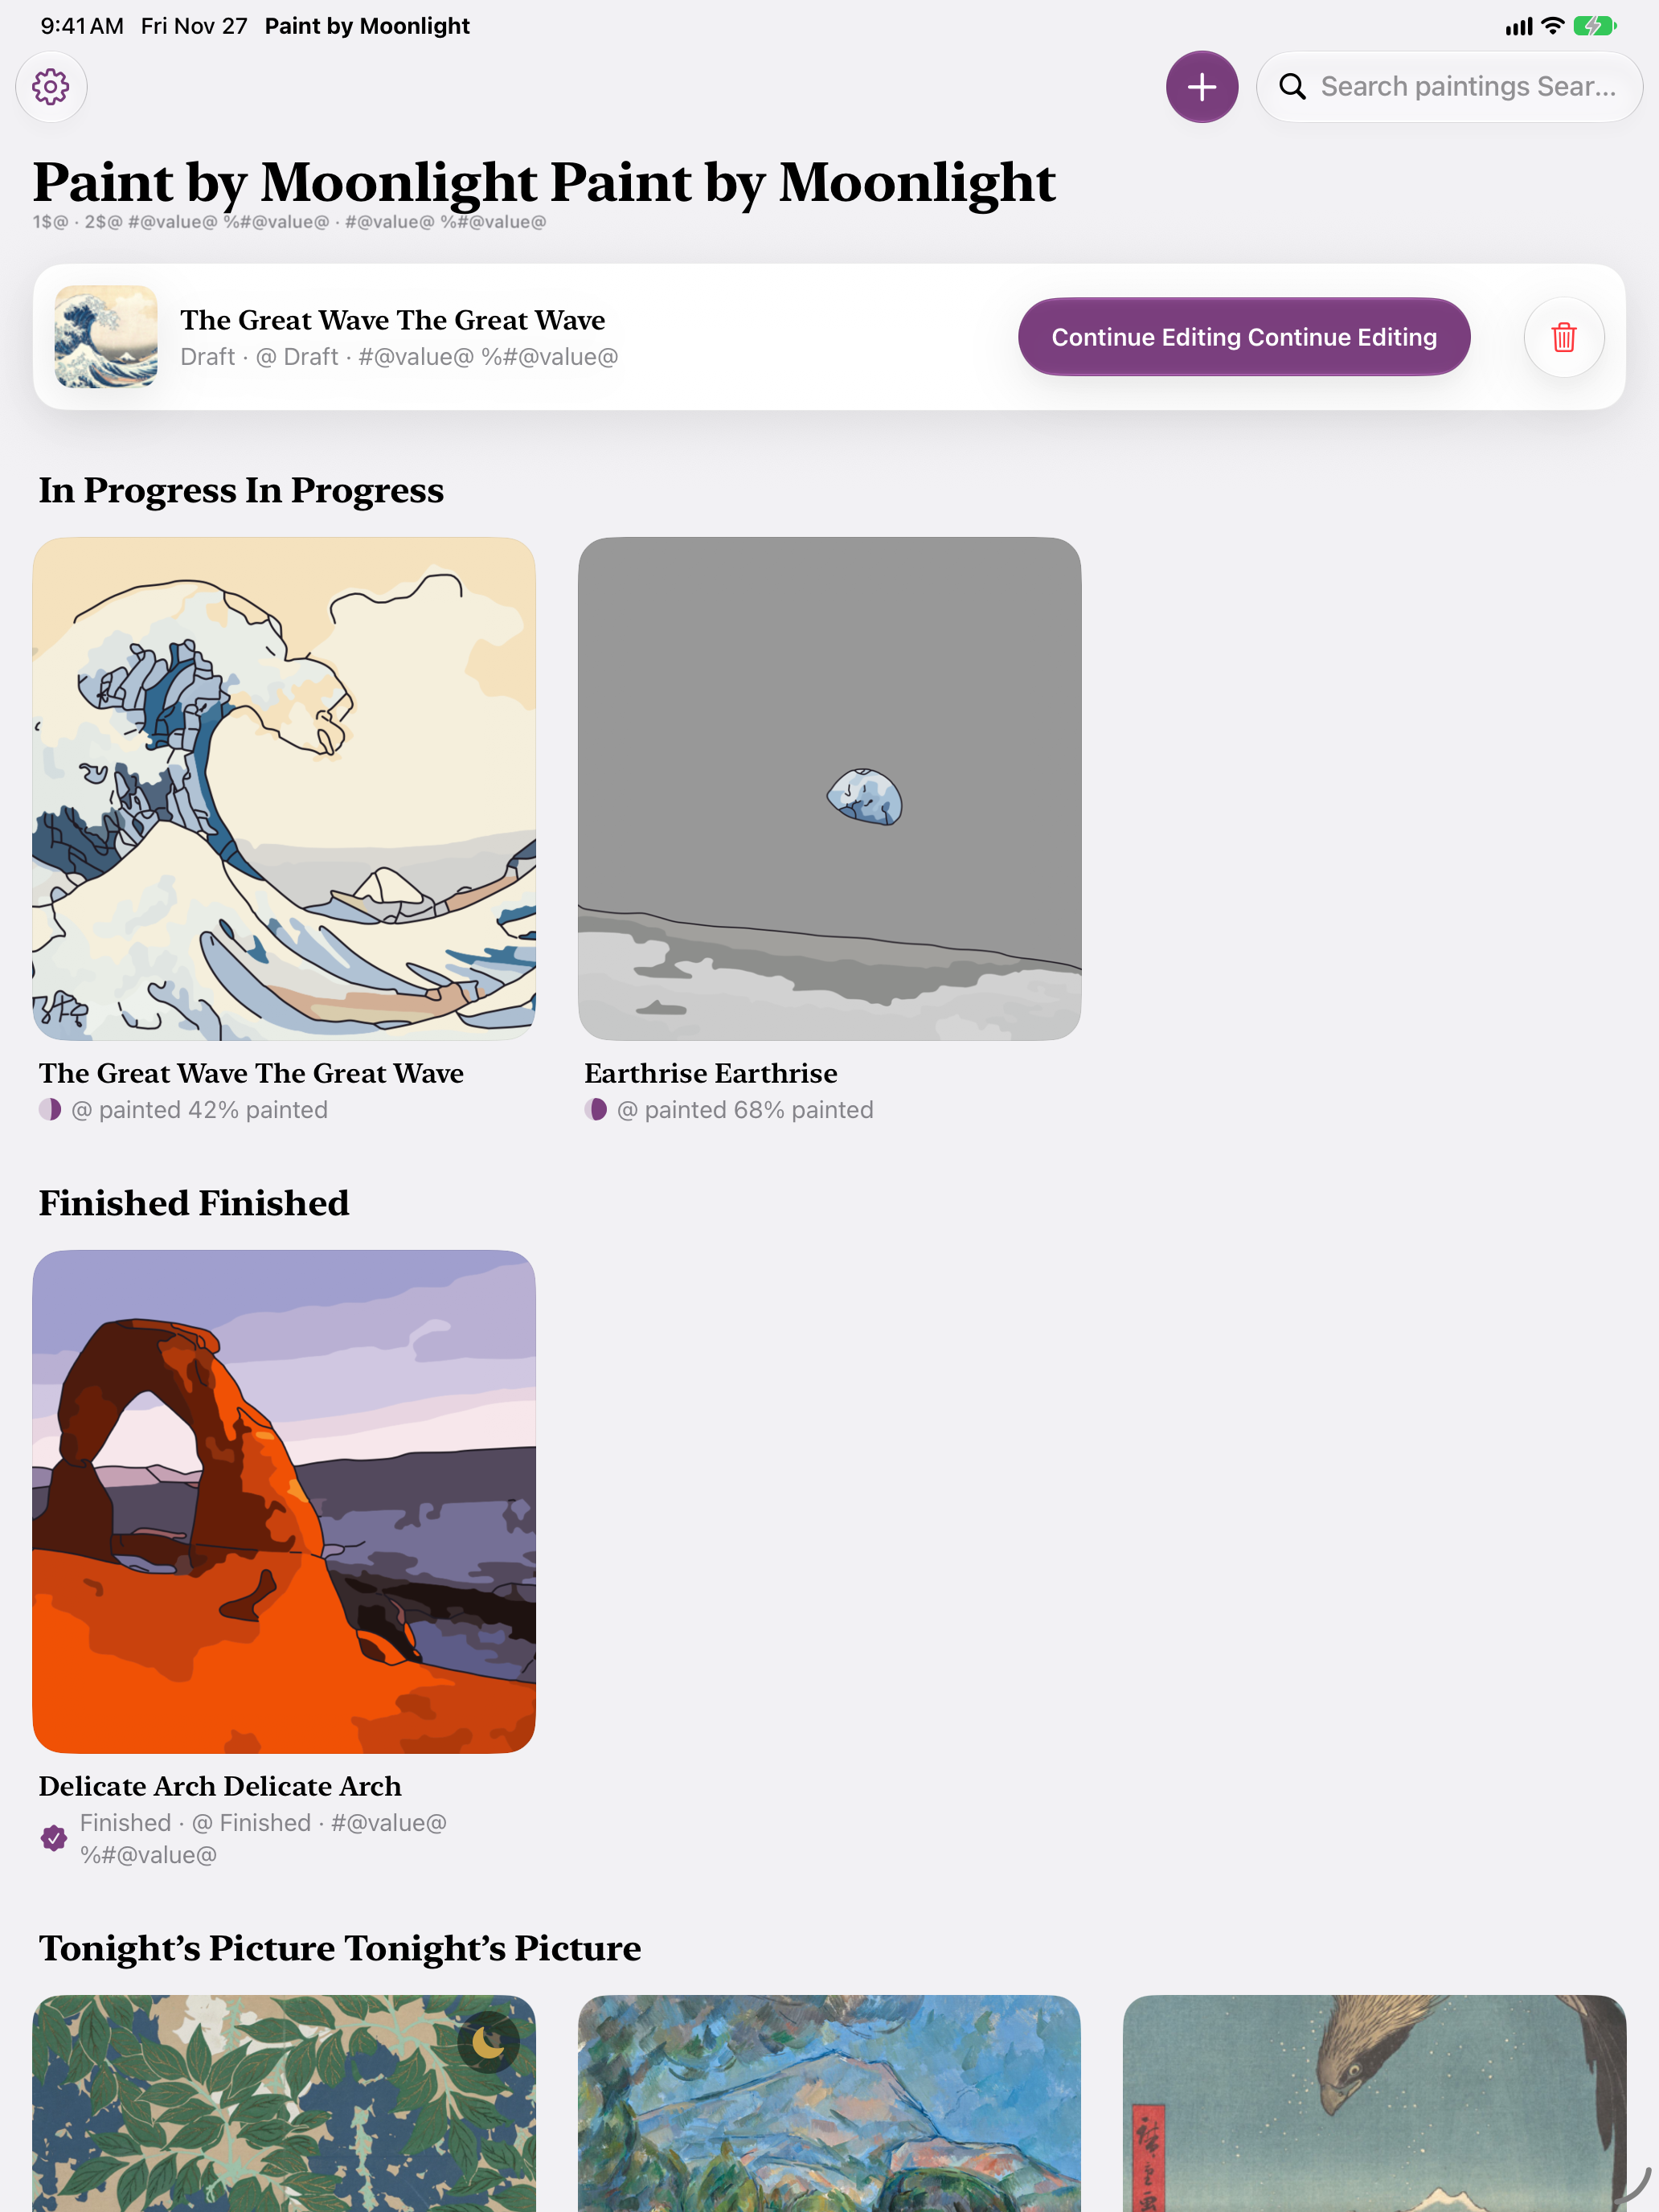 9:41 AM Fri Nov 27 Paint by Moonlight
Search paintings Sear...
Paint by Moonlight Paint by Moonlight
1$@ · 2$@ #@value@ %#@value@ · #@value@ %#@value@
The Great Wave The Great Wave
Draft · @ Draft · #@value@ %#@value@
Continue Editing Continue Editing
In Progress In Progress
The Great Wave The Great Wave
@ painted 42% painted
Earthrise Earthrise
@ painted 68% painted
Finished Finished
Delicate Arch Delicate Arch
Finished · @ Finished · #@value@
%#@value@
Tonight’s Picture Tonight’s Picture